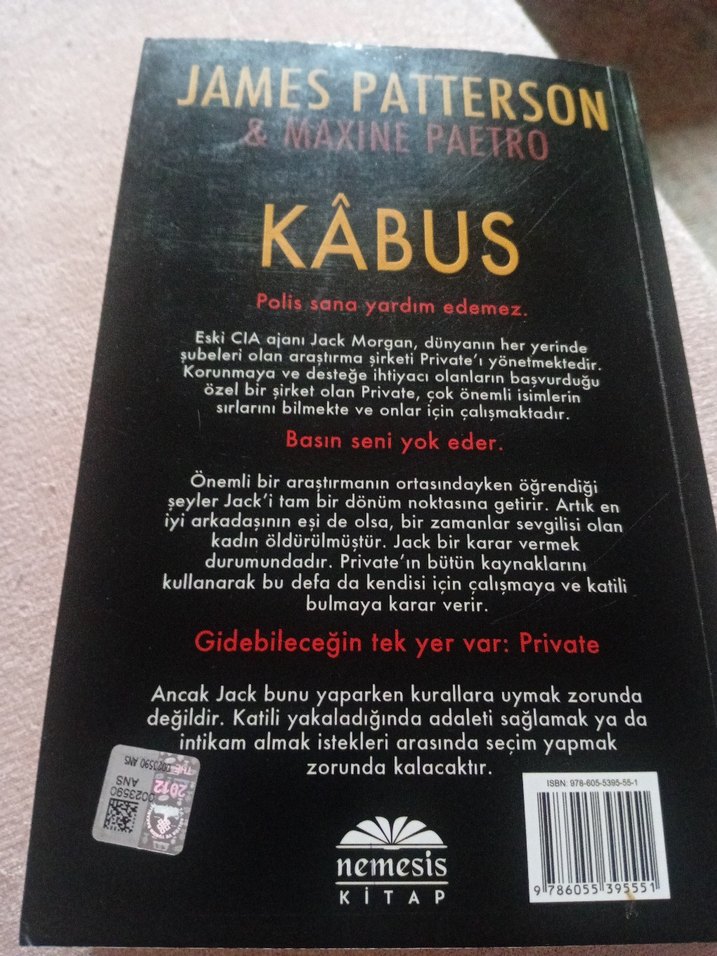 JAMES PATTERSON
& MAXINE PAETRO
KÂBUS
Polis sana yardım edemez.
Eski CIA ajanı Jack Morgan, dünyanın her yerinde
şubeleri olan araştırma şirketi Private'ı yönetmektedir.
Korunmaya ve desteğe ihtiyacı olanların başvurduğu
özel bir şirket olan Private, çok önemli isimlerin
sırlarını bilmekte ve onlar için çalışmaktadır.
Basın seni yok eder.
Önemli bir araştırmanın ortasındayken öğrendiği
şeyler Jack'i tam bir dönüm noktasına getirir. Artık en
iyi arkadaşının eşi de olsa, bir zamanlar sevgilisi olan
kadın öldürülmüştür. Jack bir karar vermek
durumundadır. Private'ın bütün kaynaklarını
kullanarak bu defa da kendisi için çalışmaya ve katili
bulmaya karar verir.
Gidebileceğin tek yer var: Private
Ancak Jack bunu yaparken kurallara uymak zorunda
değildir. Katili yakaladığında adaleti sağlamak ya da
intikam almak istekleri arasında seçim yapmak
zorunda kalacaktır.
THE 0023590 ANS
2012
0023590
ANS
nemesis
KİTAP
ISBN: 978-605-5395-55-1
9 786055 395551